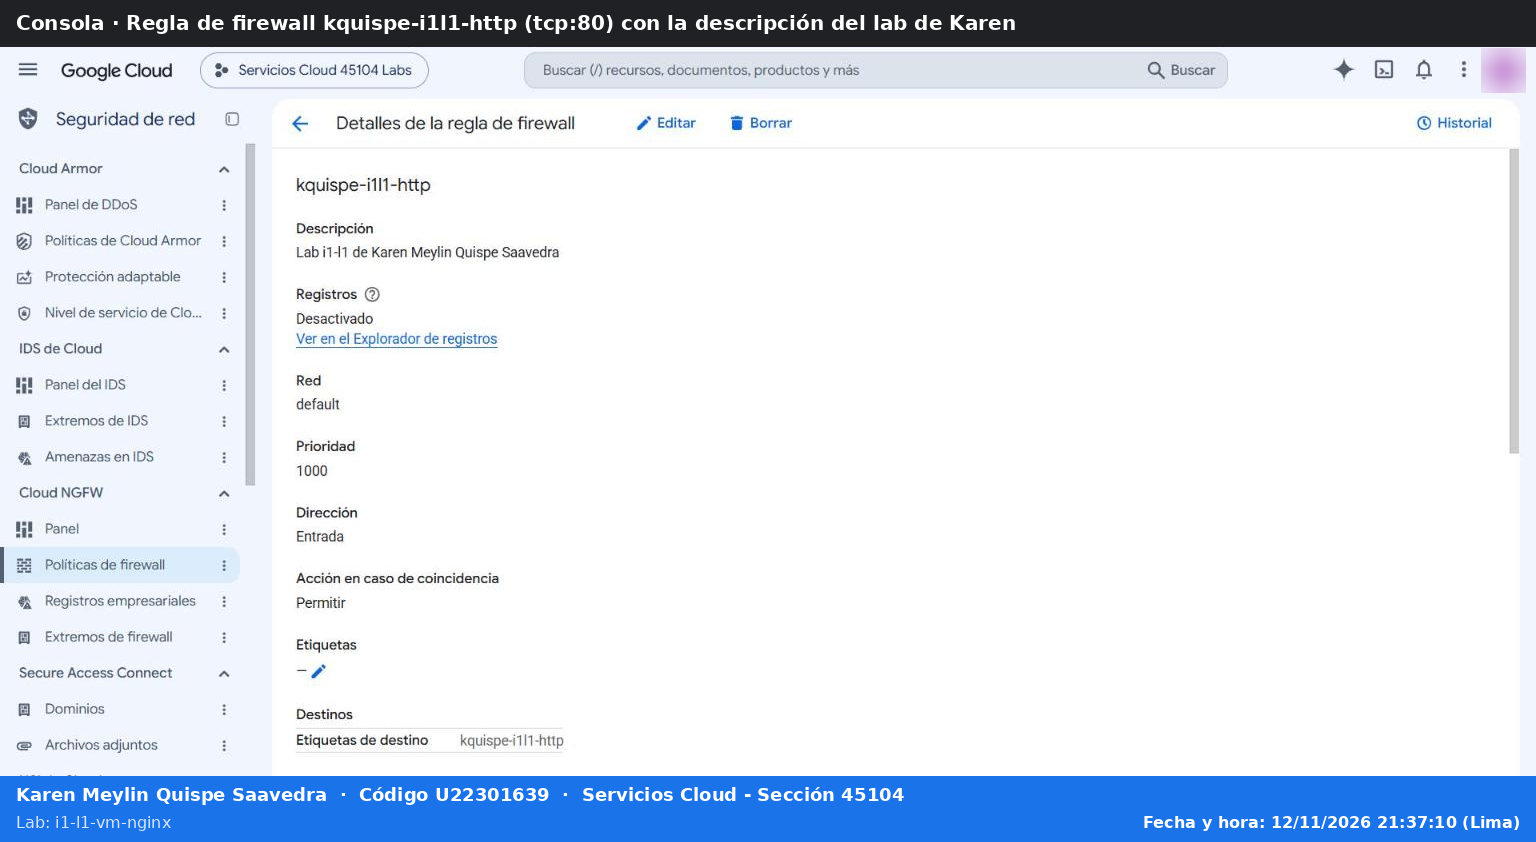 Consola · Regla de firewall kquispe-i1l1-http (tcp:80) con la descripción del lab de Karen
Google Cloud
Servicios Cloud 45104 Labs
Buscar (/) recursos, documentos, productos y más
Buscar
Seguridad de red
Detalles de la regla de firewall
Editar
Borrar
Historial
Cloud Armor
Panel de DDoS
Políticas de Cloud Armor
Protección adaptable
Nivel de servicio de Clo...
IDS de Cloud
Panel del IDS
Extremos de IDS
Amenazas en IDS
Cloud NGFW
Panel
Políticas de firewall
Registros empresariales
Extremos de firewall
Secure Access Connect
Dominios
Archivos adjuntos
kquispe-i1l1-http
Descripción
Lab i1-l1 de Karen Meylin Quispe Saavedra
Registros
Desactivado
Ver en el Explorador de registros
Red
default
Prioridad
1000
Dirección
Entrada
Acción en caso de coincidencia
Permitir
Etiquetas
—
Destinos
Etiquetas de destino kquispe-i1l1-http
Karen Meylin Quispe Saavedra · Código U22301639 · Servicios Cloud - Sección 45104
Lab: i1-l1-vm-nginx
Fecha y hora: 12/11/2026 21:37:10 (Lima)